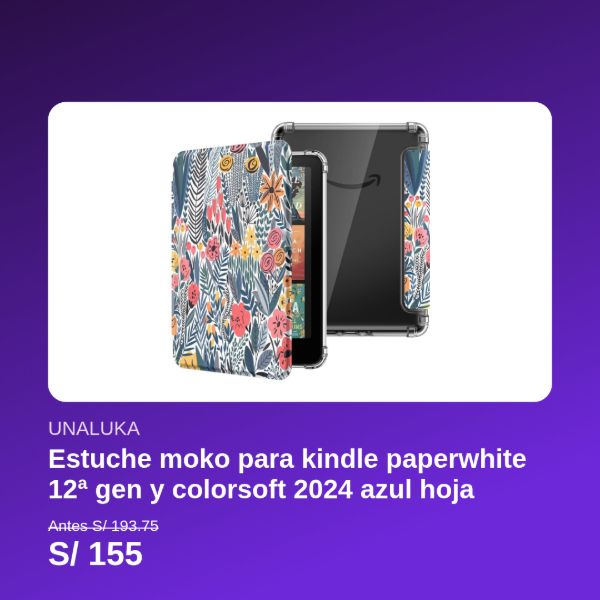 UNALUKA
Estuche moko para kindle paperwhite
12ª gen y colorsoft 2024 azul hoja
Antes S/ 193.75
S/ 155